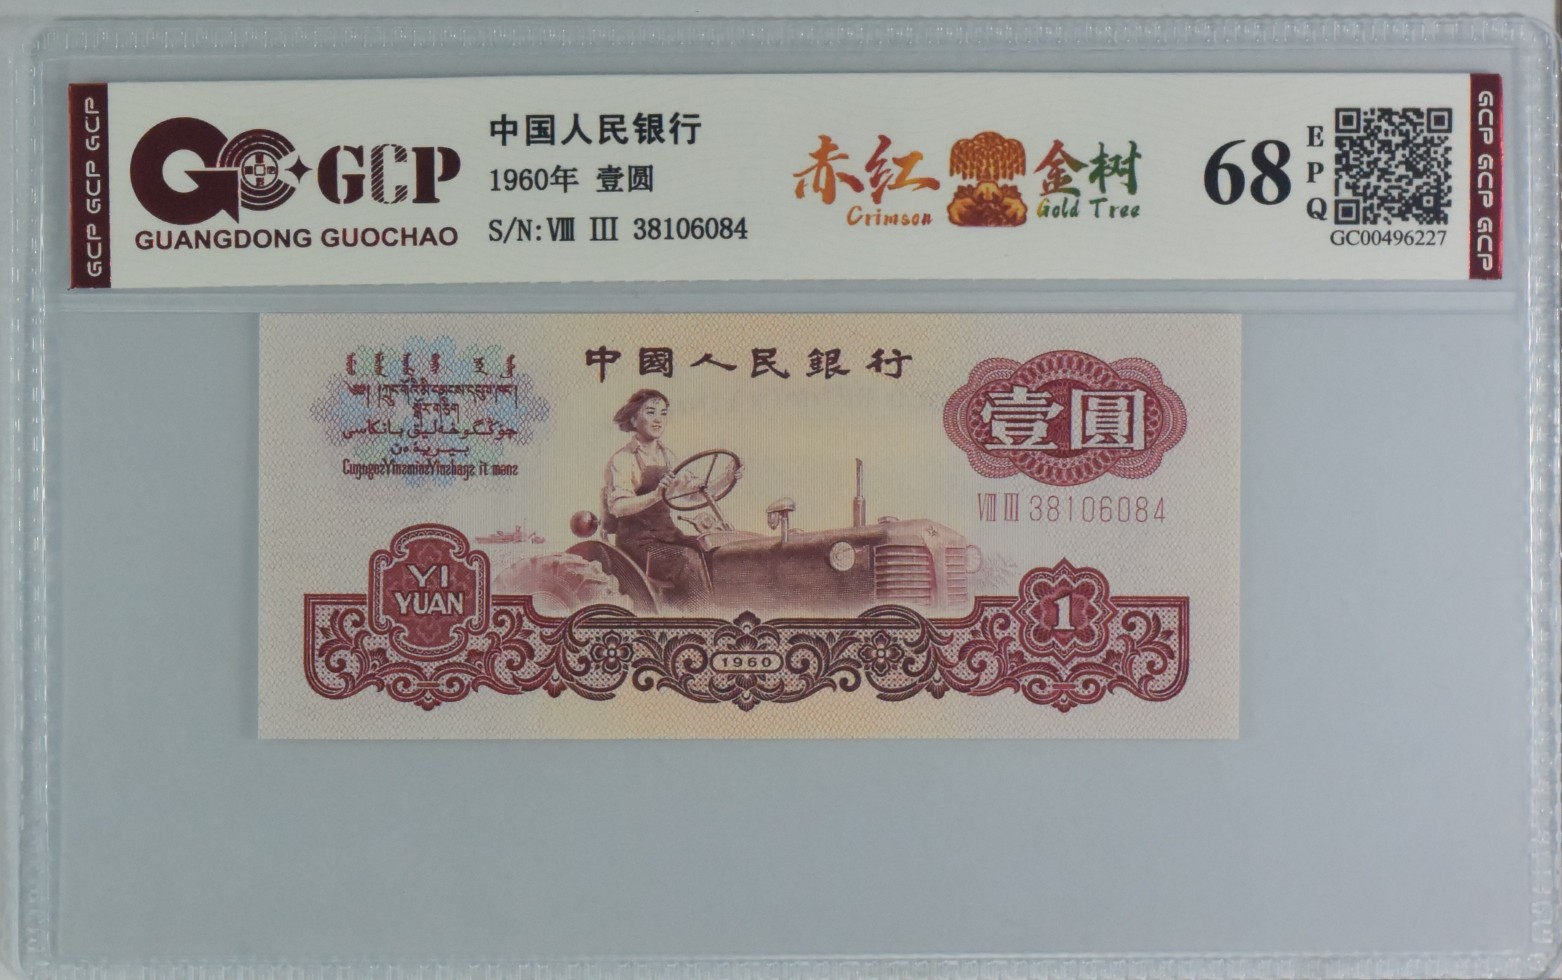 GCP GCP GCP
GCP
GUANGDONG GUOCHAO
中国人民银行
1960年 壹圆
S/N:Ⅷ Ⅲ 38106084
赤红 金树
Crimson Gold Tree
68
EPQ
GC00496227
GCP GCP GCP
中國人民銀行
壹圓
Ⅷ Ⅲ 38106084
YI
YUAN
1960
1